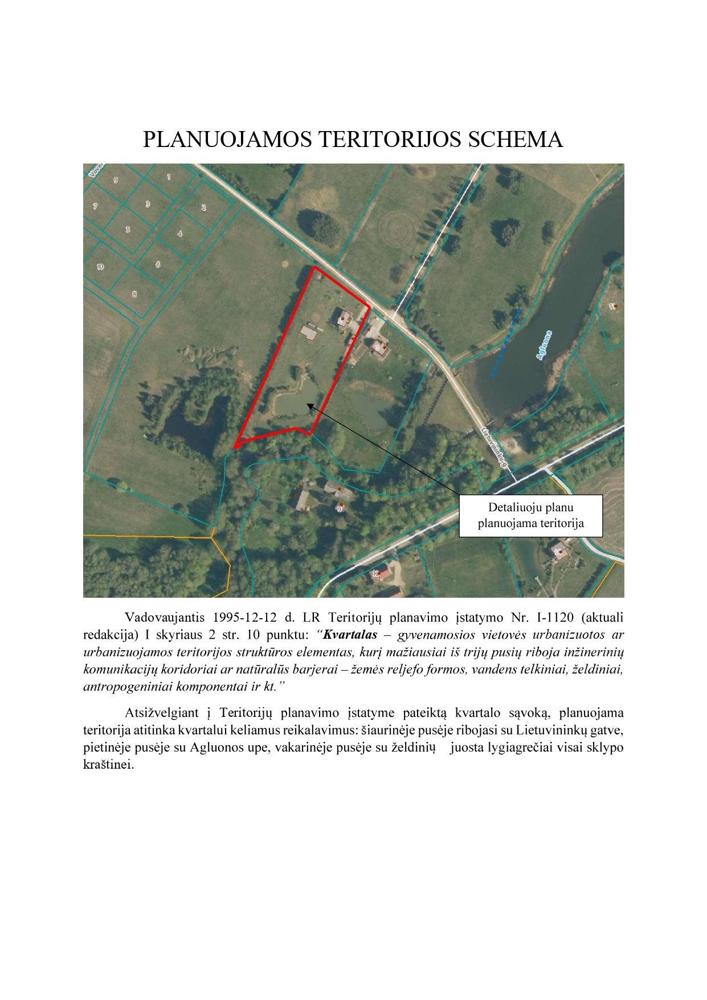 PLANUOJAMOS TERITORIJOS SCHEMA
9
1
7
3
2
5
4
10
6
8
11
3
Agluona
Lietuvininkų g.
9
Detaliuoju planu
planuojama teritorija
12
Vadovaujantis 1995-12-12 d. LR Teritorijų planavimo įstatymo Nr. I-1120 (aktuali
redakcija) I skyriaus 2 str. 10 punktu: “Kvartalas – gyvenamosios vietovės urbanizuotos ar
urbanizuojamos teritorijos struktūros elementas, kurį mažiausiai iš trijų pusių riboja inžinerinių
komunikacijų koridoriai ar natūralūs barjerai – žemės reljefo formos, vandens telkiniai, želdiniai,
antropogeniniai komponentai ir kt.”
Atsižvelgiant į Teritorijų planavimo įstatyme pateiktą kvartalo sąvoką, planuojama
teritorija atitinka kvartalui keliamus reikalavimus: šiaurinėje pusėje ribojasi su Lietuvininkų gatve,
pietinėje pusėje su Agluonos upe, vakarinėje pusėje su želdinių juosta lygiagrečiai visai sklypo
kraštinei.